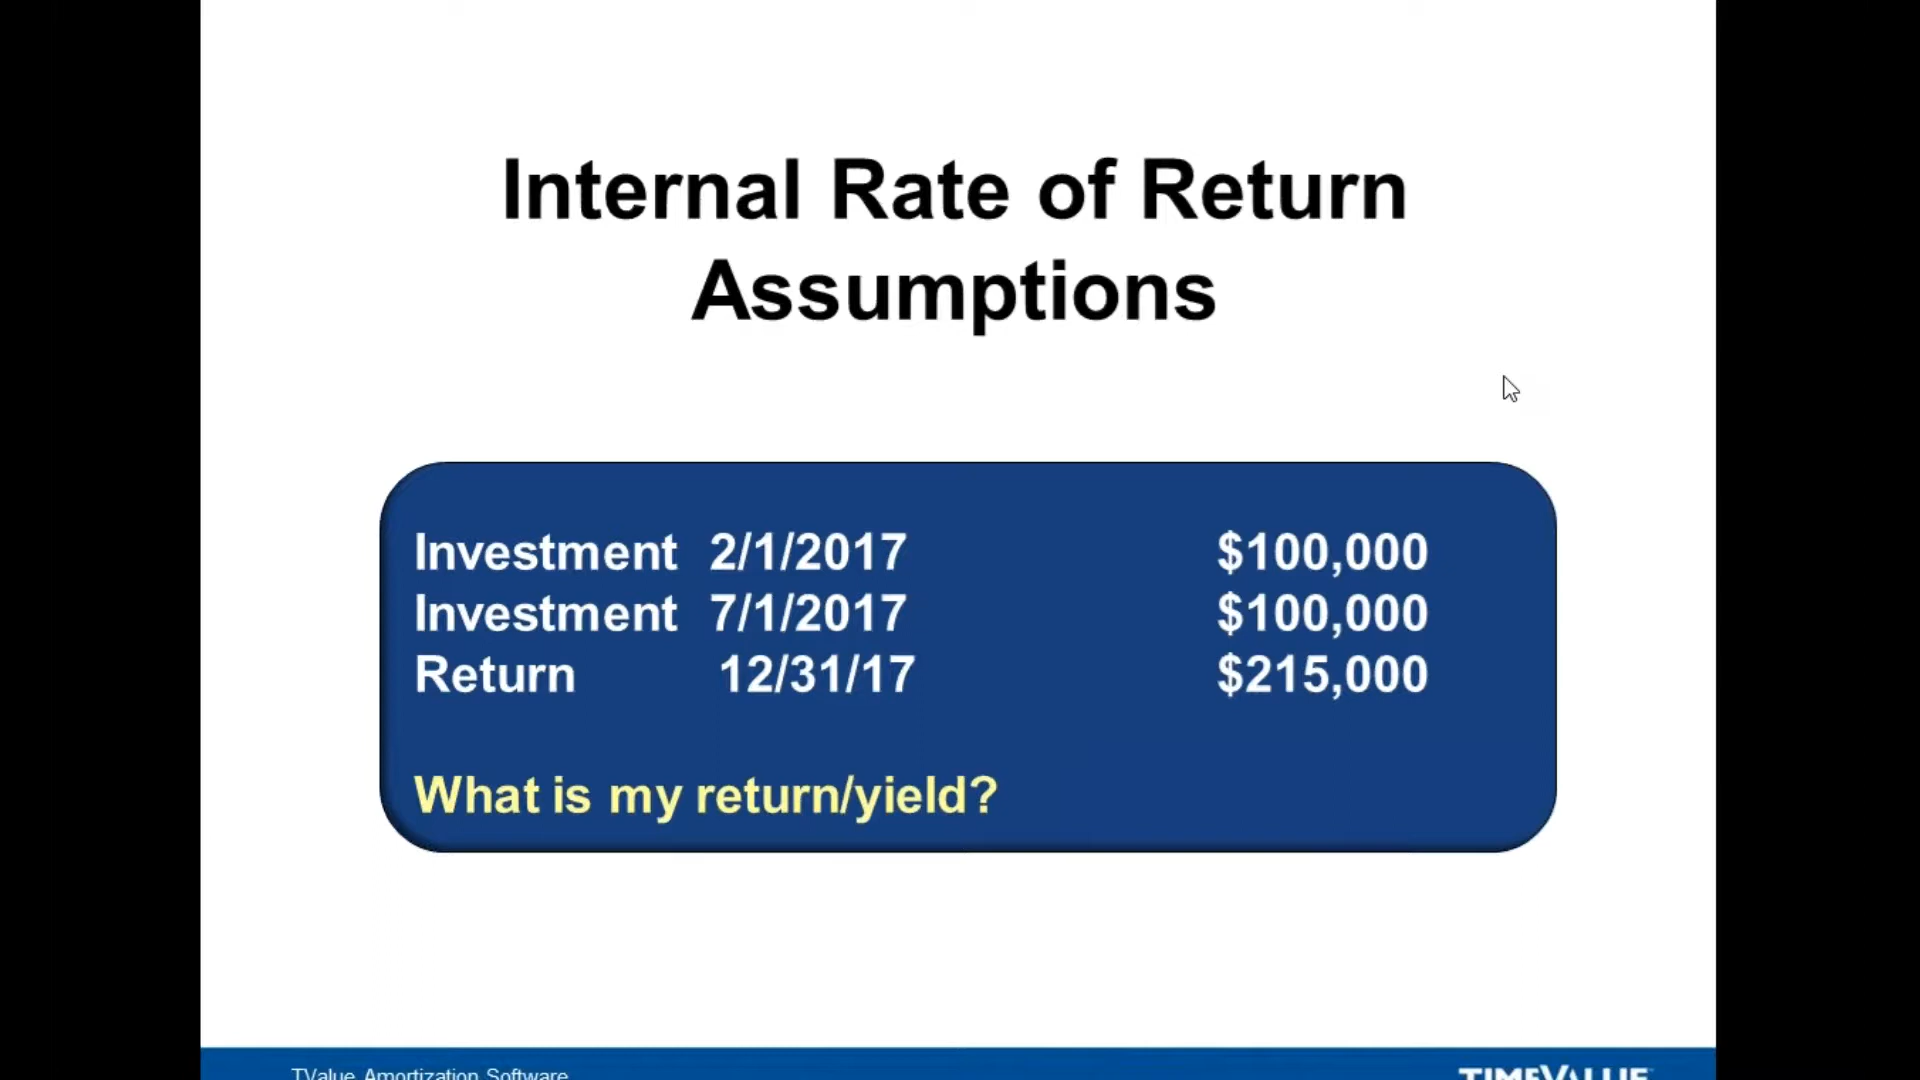 Internal Rate of Return
Assumptions
Investment 2/1/2017 $100,000
Investment 7/1/2017 $100,000
Return 12/31/17 $215,000
What is my return/yield?
TValue Amortization Software
TIMEVALUE